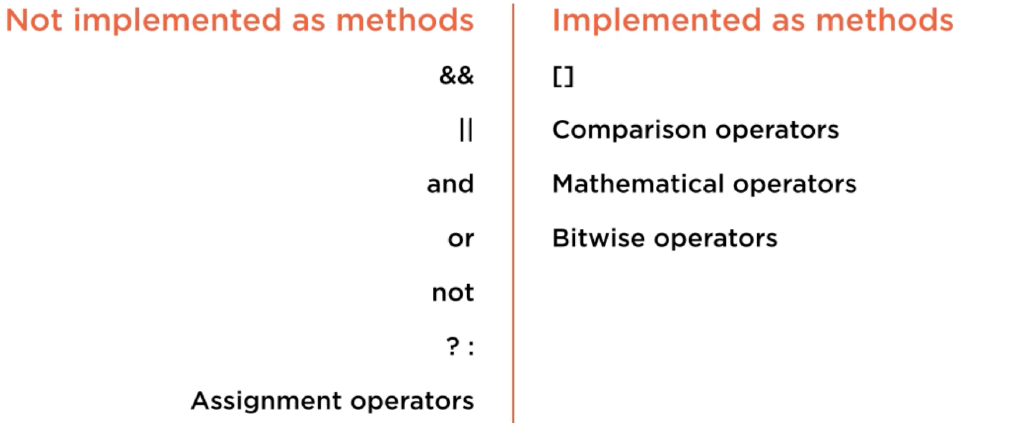 Not implemented as methods
&&
||
and
or
not
? :
Assignment operators
Implemented as methods
[]
Comparison operators
Mathematical operators
Bitwise operators